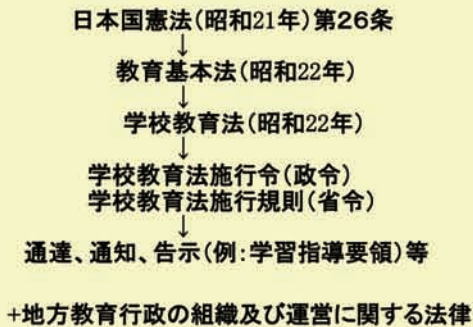 日本国憲法(昭和21年)第26条
↓
教育基本法(昭和22年)
↓
学校教育法(昭和22年)
↓
学校教育法施行令(政令)
学校教育法施行規則(省令)
↓
通達、通知、告示(例:学習指導要領)等
+地方教育行政の組織及び運営に関する法律